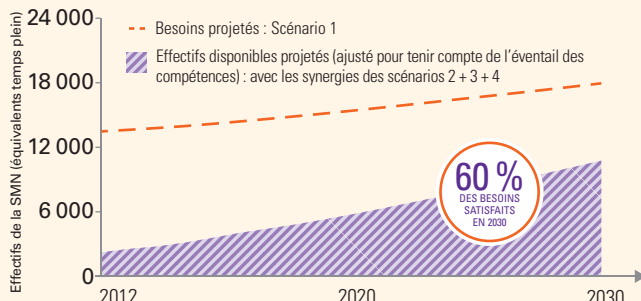 Effectifs de la SMN (équivalents temps plein)
24 000
18 000
12 000
6 000
0
Besoins projetés : Scénario 1
Effectifs disponibles projetés (ajusté pour tenir compte de l’éventail des
compétences) : avec les synergies des scénarios 2 + 3 + 4
60 %
DES BESOINS
SATISFAITS
EN 2030
2012
2020
2030